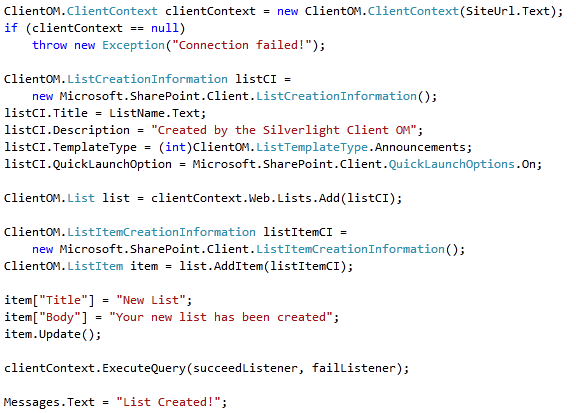 ClientOM.ClientContext clientContext = new ClientOM.ClientContext(SiteUrl.Text);
if (clientContext == null)
    throw new Exception("Connection failed!");

ClientOM.ListCreationInformation listCI =
    new Microsoft.SharePoint.Client.ListCreationInformation();
listCI.Title = ListName.Text;
listCI.Description = "Created by the Silverlight Client OM";
listCI.TemplateType = (int)ClientOM.ListTemplateType.Announcements;
listCI.QuickLaunchOption = Microsoft.SharePoint.Client.QuickLaunchOptions.On;

ClientOM.List list = clientContext.Web.Lists.Add(listCI);

ClientOM.ListItemCreationInformation listItemCI =
    new Microsoft.SharePoint.Client.ListItemCreationInformation();
ClientOM.ListItem item = list.AddItem(listItemCI);

item["Title"] = "New List";
item["Body"] = "Your new list has been created";
item.Update();

clientContext.ExecuteQuery(succeedListener, failListener);

Messages.Text = "List Created!";